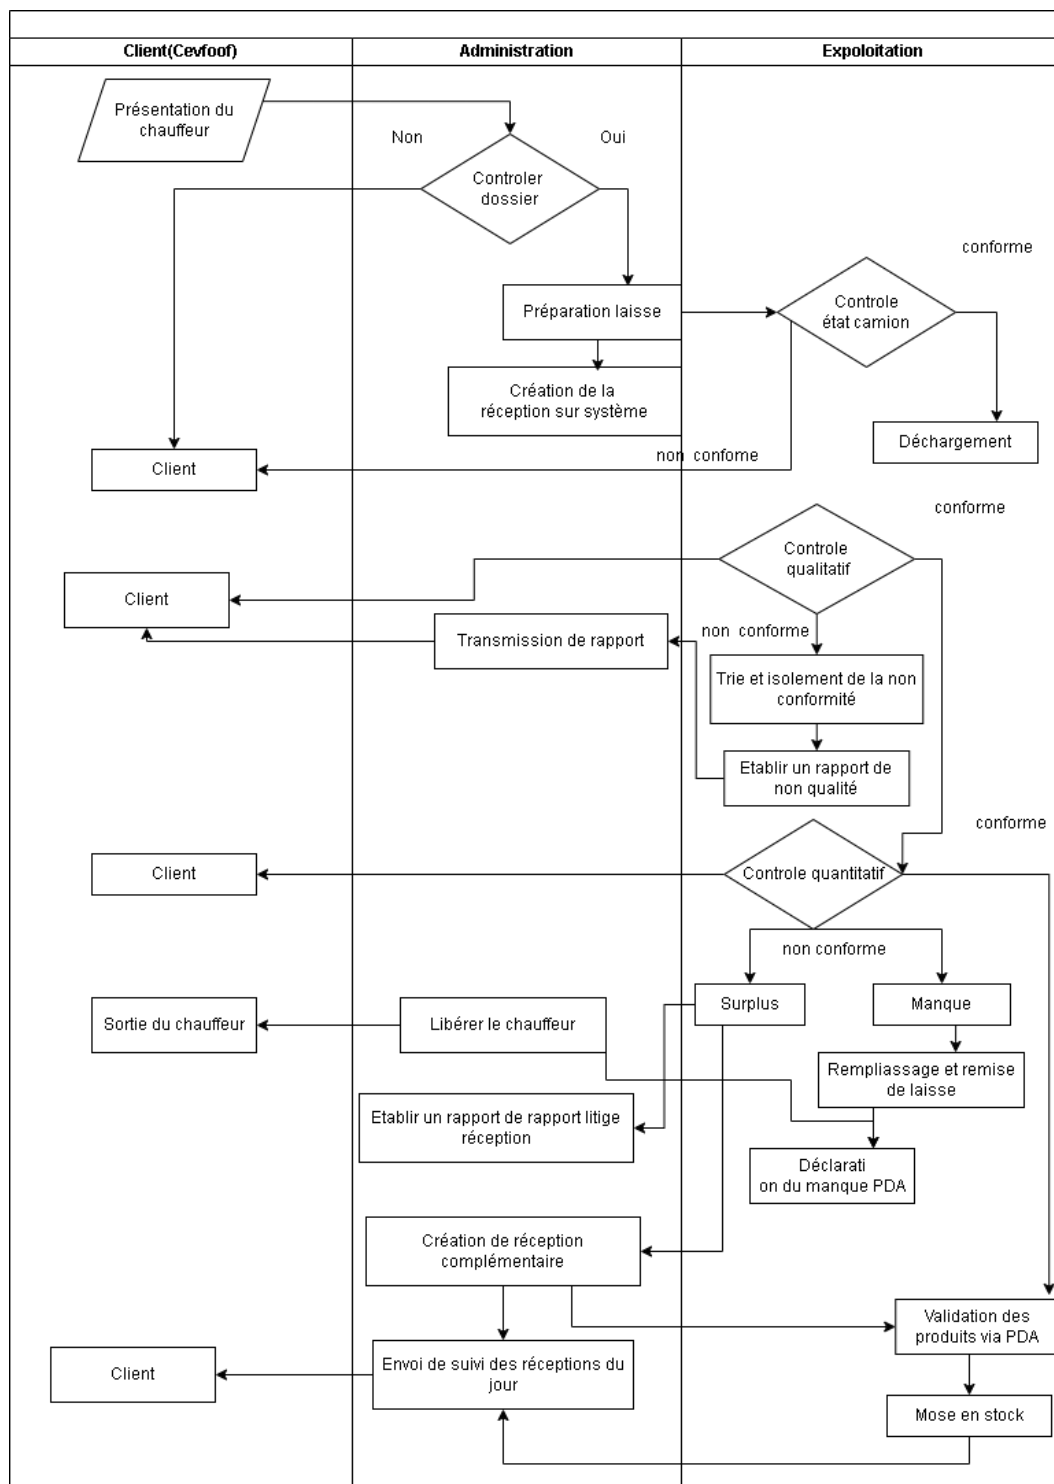 Client(Cevfoof)
Administration
Expoloitation
Présentation du
chauffeur
Non
Oui
Controler
dossier
conforme
Préparation laisse
Controle
état camion
Création de la
réception sur système
Déchargement
Client
non confome
conforme
Controle
qualitatif
Client
non conforme
Transmission de rapport
Trie et isolement de la non
conformité
Etablir un rapport de
non qualité
conforme
Client
Controle quantitatif
non conforme
Surplus
Manque
Sortie du chauffeur
Libérer le chauffeur
Rempliassage et remise
de laisse
Etablir un rapport de rapport litige
réception
Déclarati
on du manque PDA
Création de réception
complémentaire
Validation des
produits via PDA
Client
Envoi de suivi des réceptions du
jour
Mose en stock